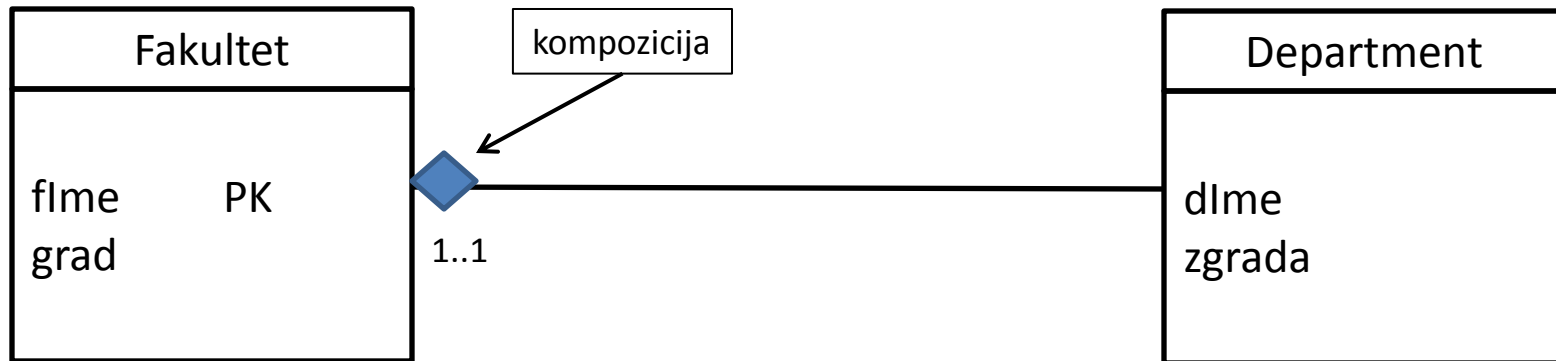 Fakultet
kompozicija
Department
fIme PK
grad
1..1
dIme
zgrada